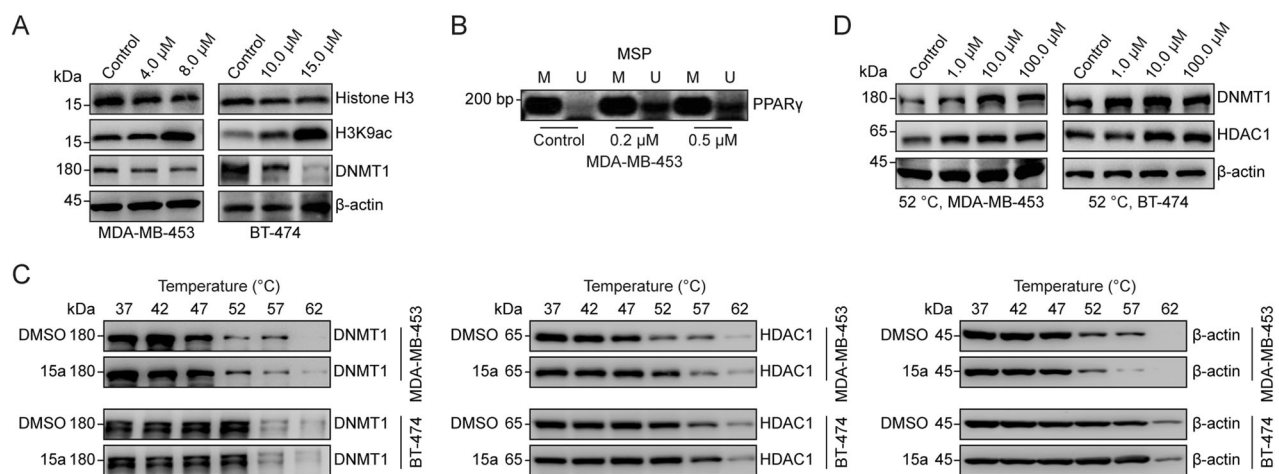 A
kDa
Control
4.0 µM
8.0 µM
Control
10.0 µM
15.0 µM
15
Histone H3
15
H3K9ac
180
DNMT1
45
β-actin
MDA-MB-453
BT-474
B
MSP
M U M U M U
200 bp
PPARγ
Control 0.2 µM 0.5 µM
MDA-MB-453
D
kDa
Control
1.0 µM
10.0 µM
100.0 µM
Control
1.0 µM
10.0 µM
100.0 µM
180
DNMT1
65
HDAC1
45
β-actin
52 °C, MDA-MB-453
52 °C, BT-474
C
Temperature (°C)
kDa 37 42 47 52 57 62
DMSO 180 DNMT1
15a 180 DNMT1
MDA-MB-453
DMSO 180 DNMT1
15a 180 DNMT1
BT-474
Temperature (°C)
kDa 37 42 47 52 57 62
DMSO 65 HDAC1
15a 65 HDAC1
MDA-MB-453
DMSO 65 HDAC1
15a 65 HDAC1
BT-474
Temperature (°C)
kDa 37 42 47 52 57 62
DMSO 45 β-actin
15a 45 β-actin
MDA-MB-453
DMSO 45 β-actin
15a 45 β-actin
BT-474